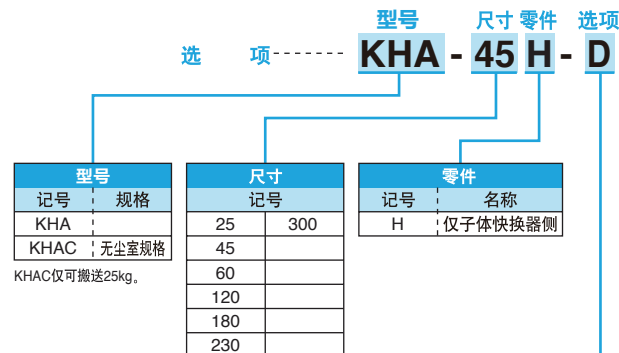 型号 尺寸 零件 选项
选 项 KHA - 45 H - D
型号
记号 规格
KHA
KHAC 无尘室规格
KHAC仅可搬送25kg。
尺寸
记号
25 300
45
60
120
180
230
零件
记号 名称
H 仅子体快换器侧